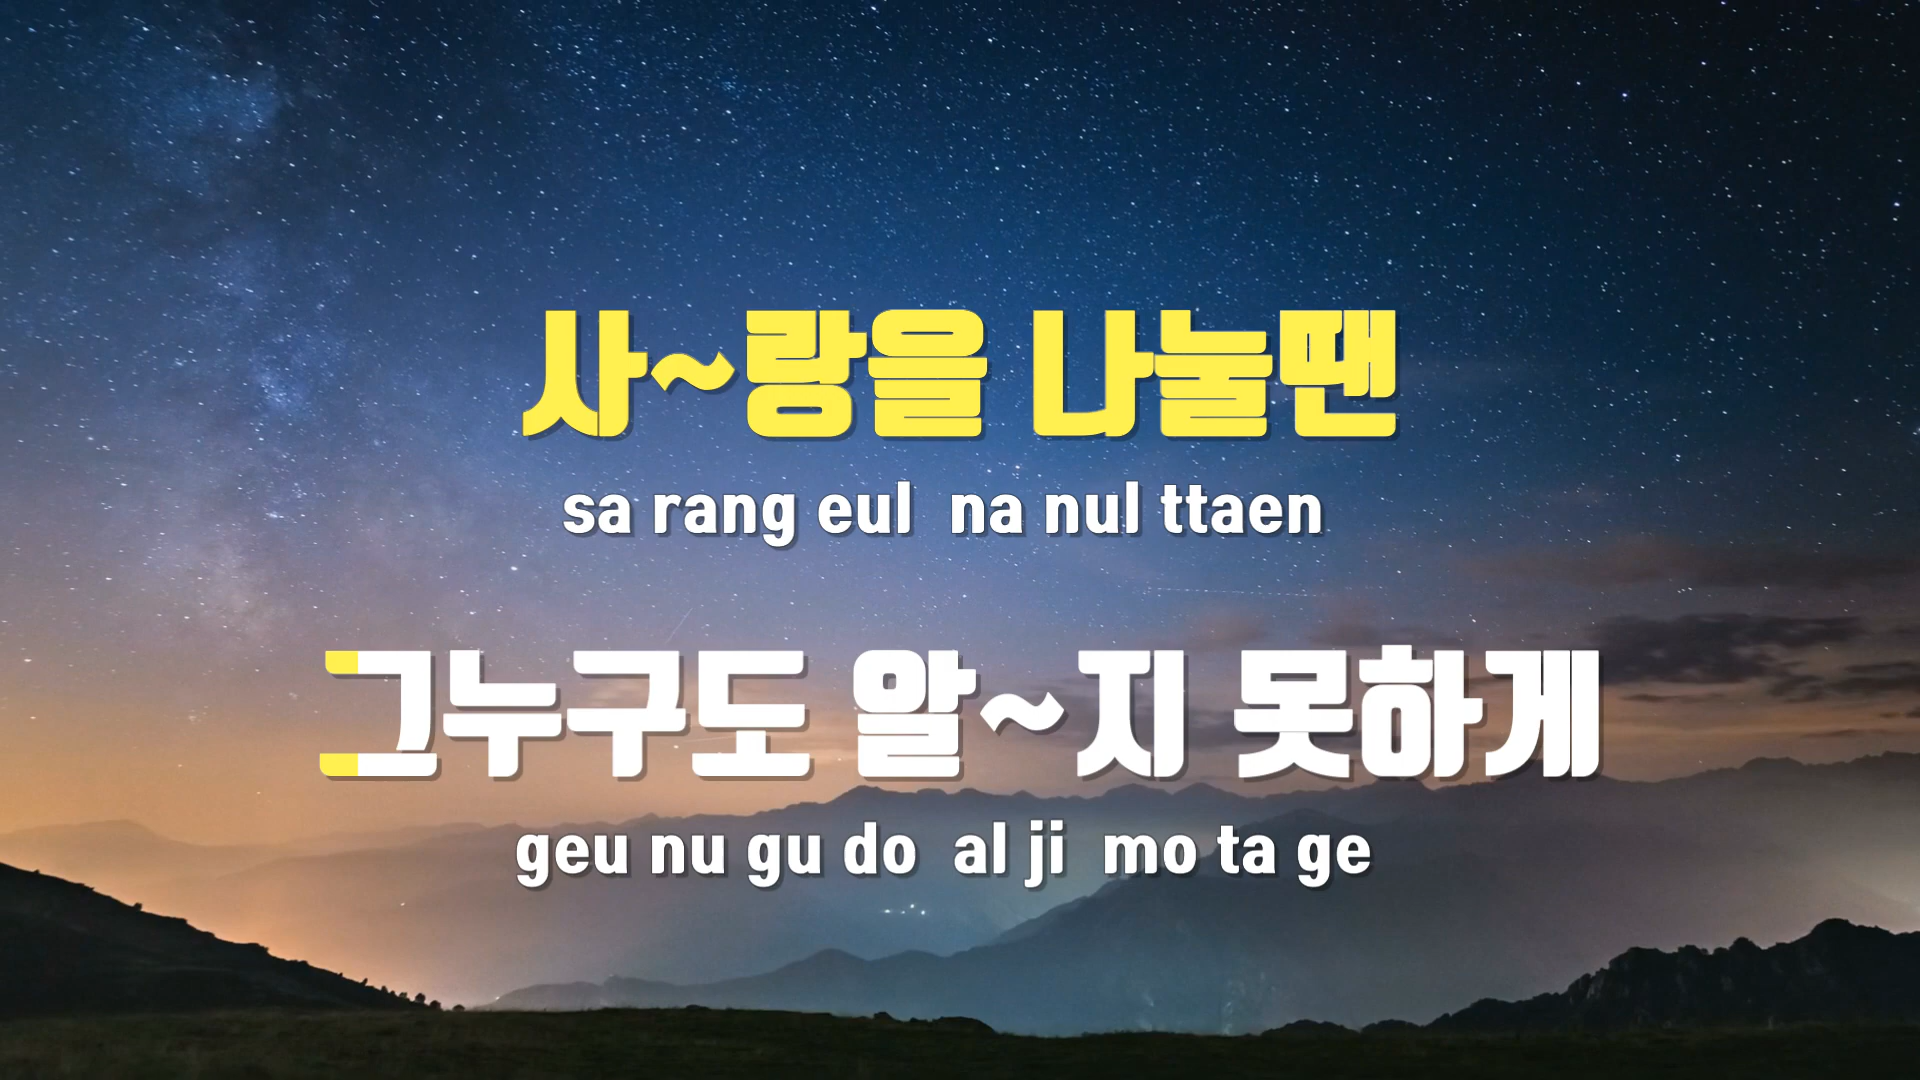 사~랑을 나눌땐
sa rang eul na nul ttaen
그누구도 알~지 못하게
geu nu gu do al ji mo ta ge